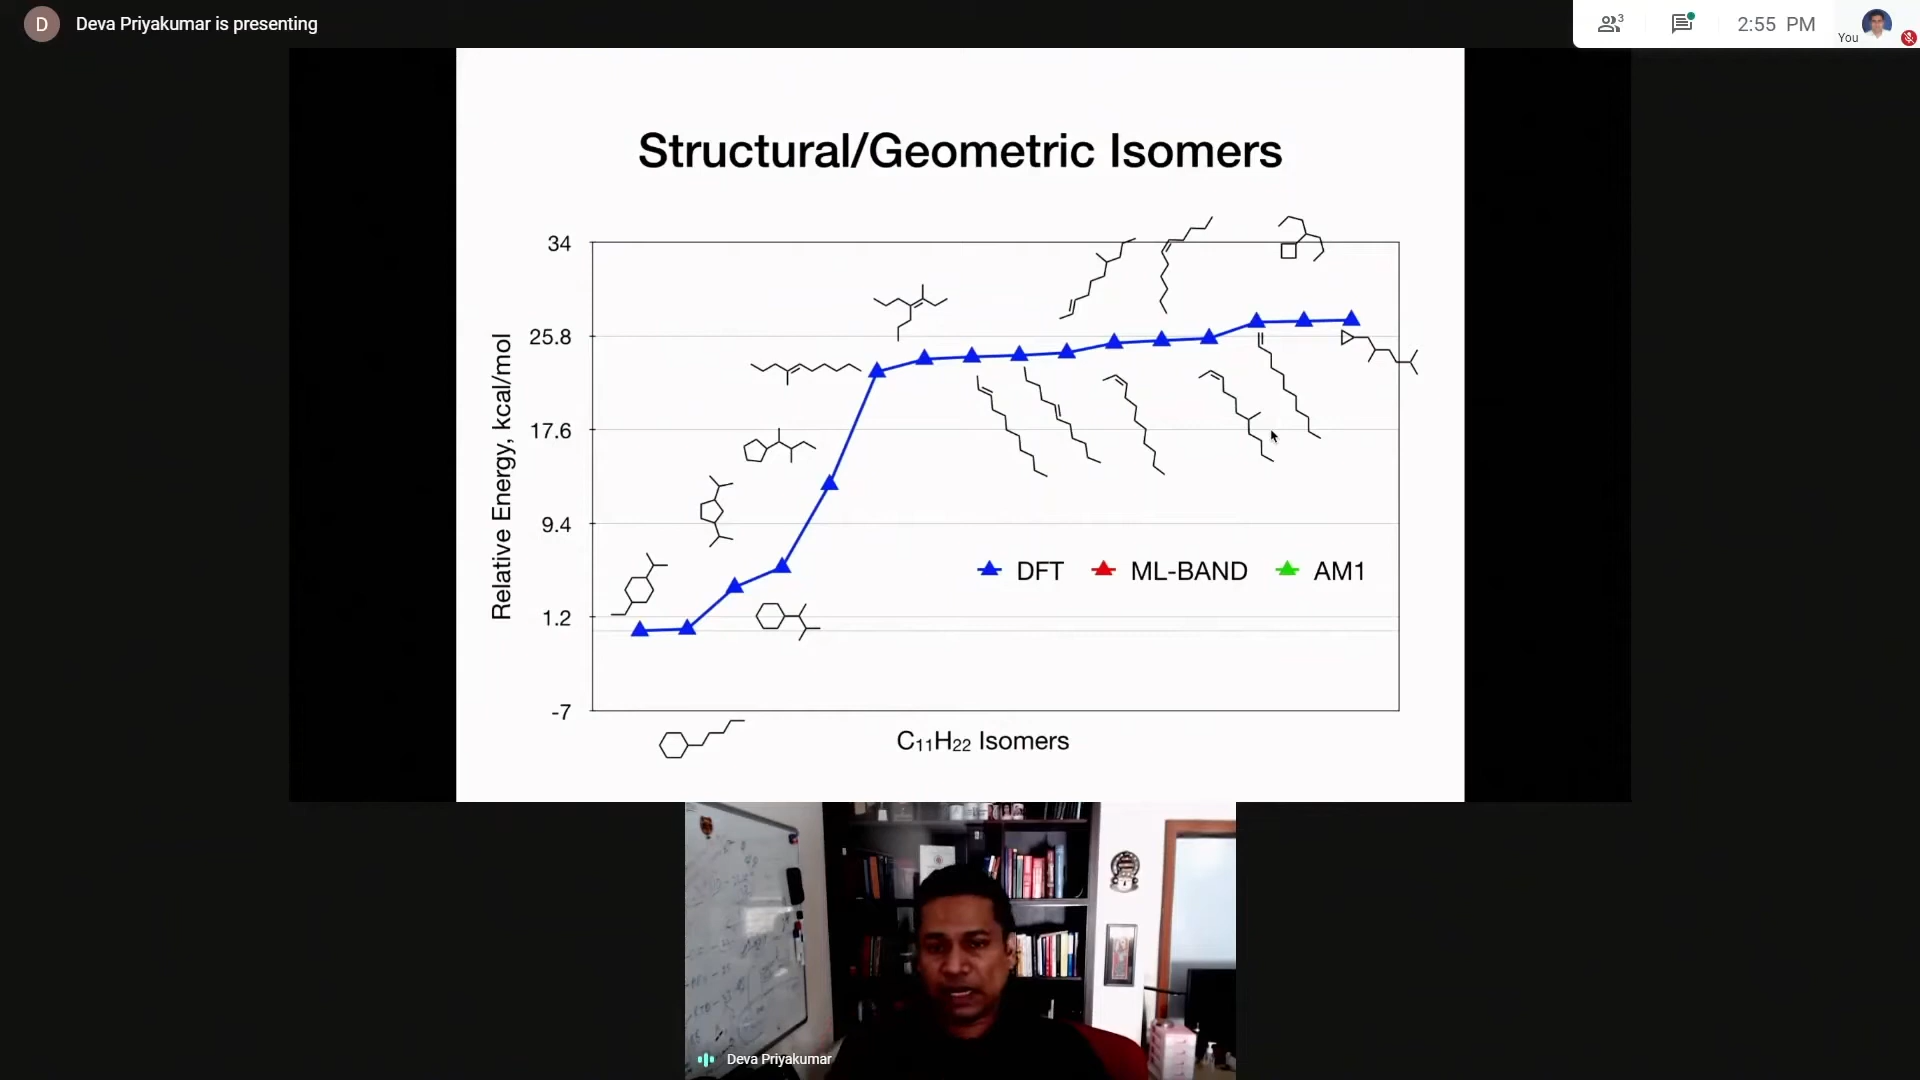 D Deva Priyakumar is presenting
3
2:55 PM
You
Structural/Geometric Isomers
34
25.8
17.6
9.4
1.2
-7
Relative Energy, kcal/mol
DFT ML-BAND AM1
C₁₁H₂₂ Isomers
Deva Priyakumar